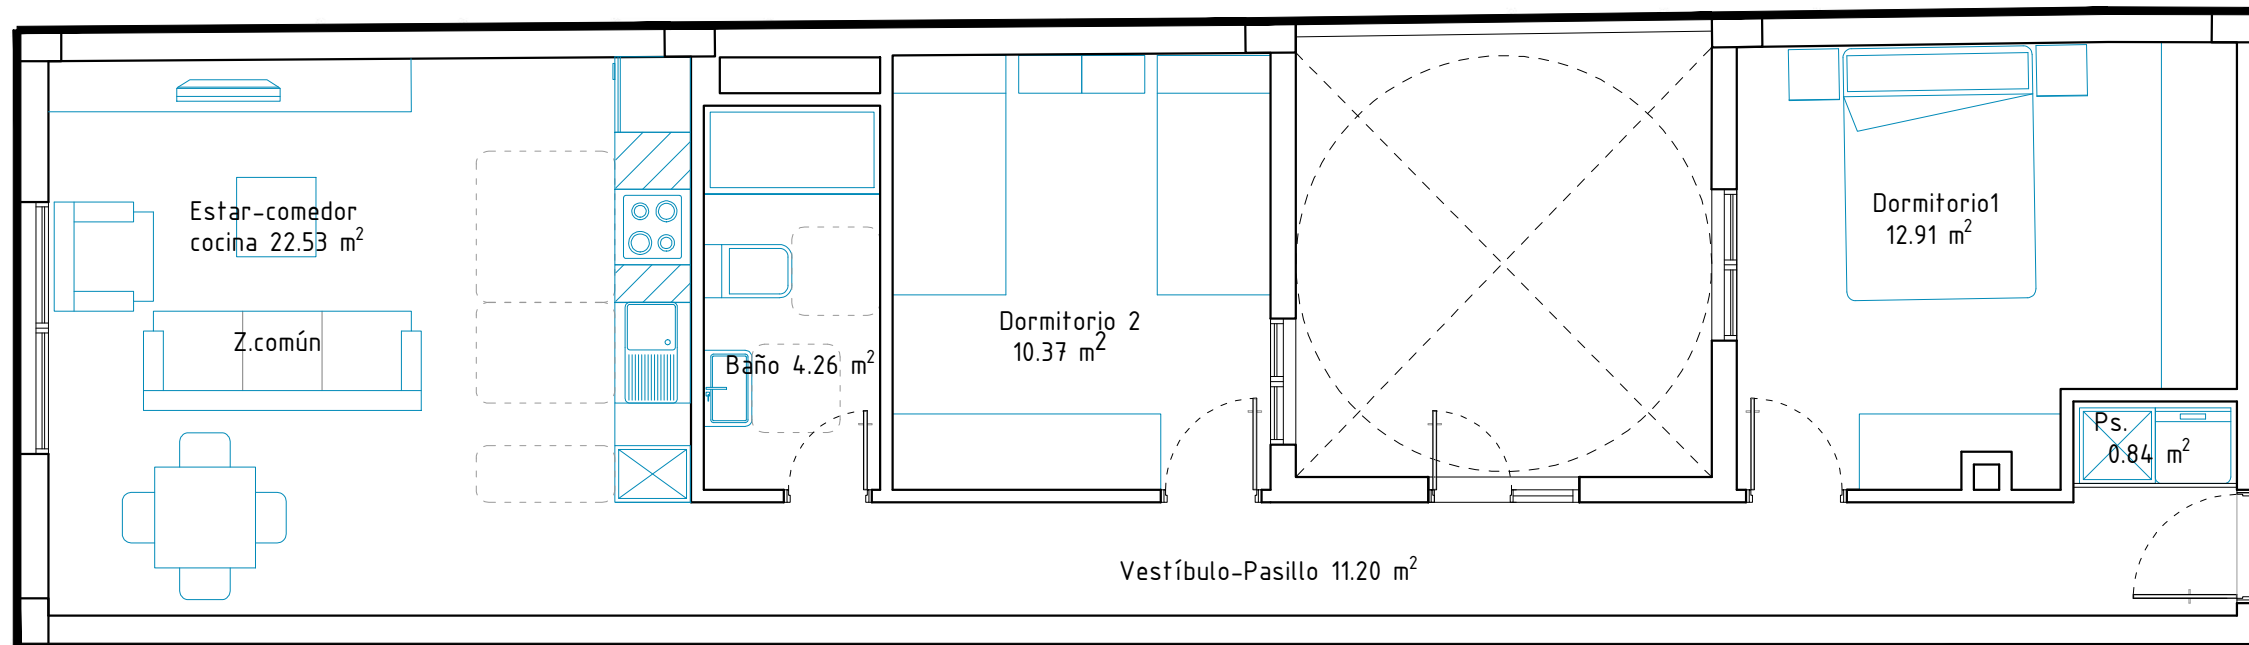 Estar-comedor
cocina 22.53 m²
Z.común
Baño 4.26 m²
Dormitorio 2
10.37 m²
Dormitorio1
12.91 m²
Ps.
0.84 m²
Vestíbulo-Pasillo 11.20 m²